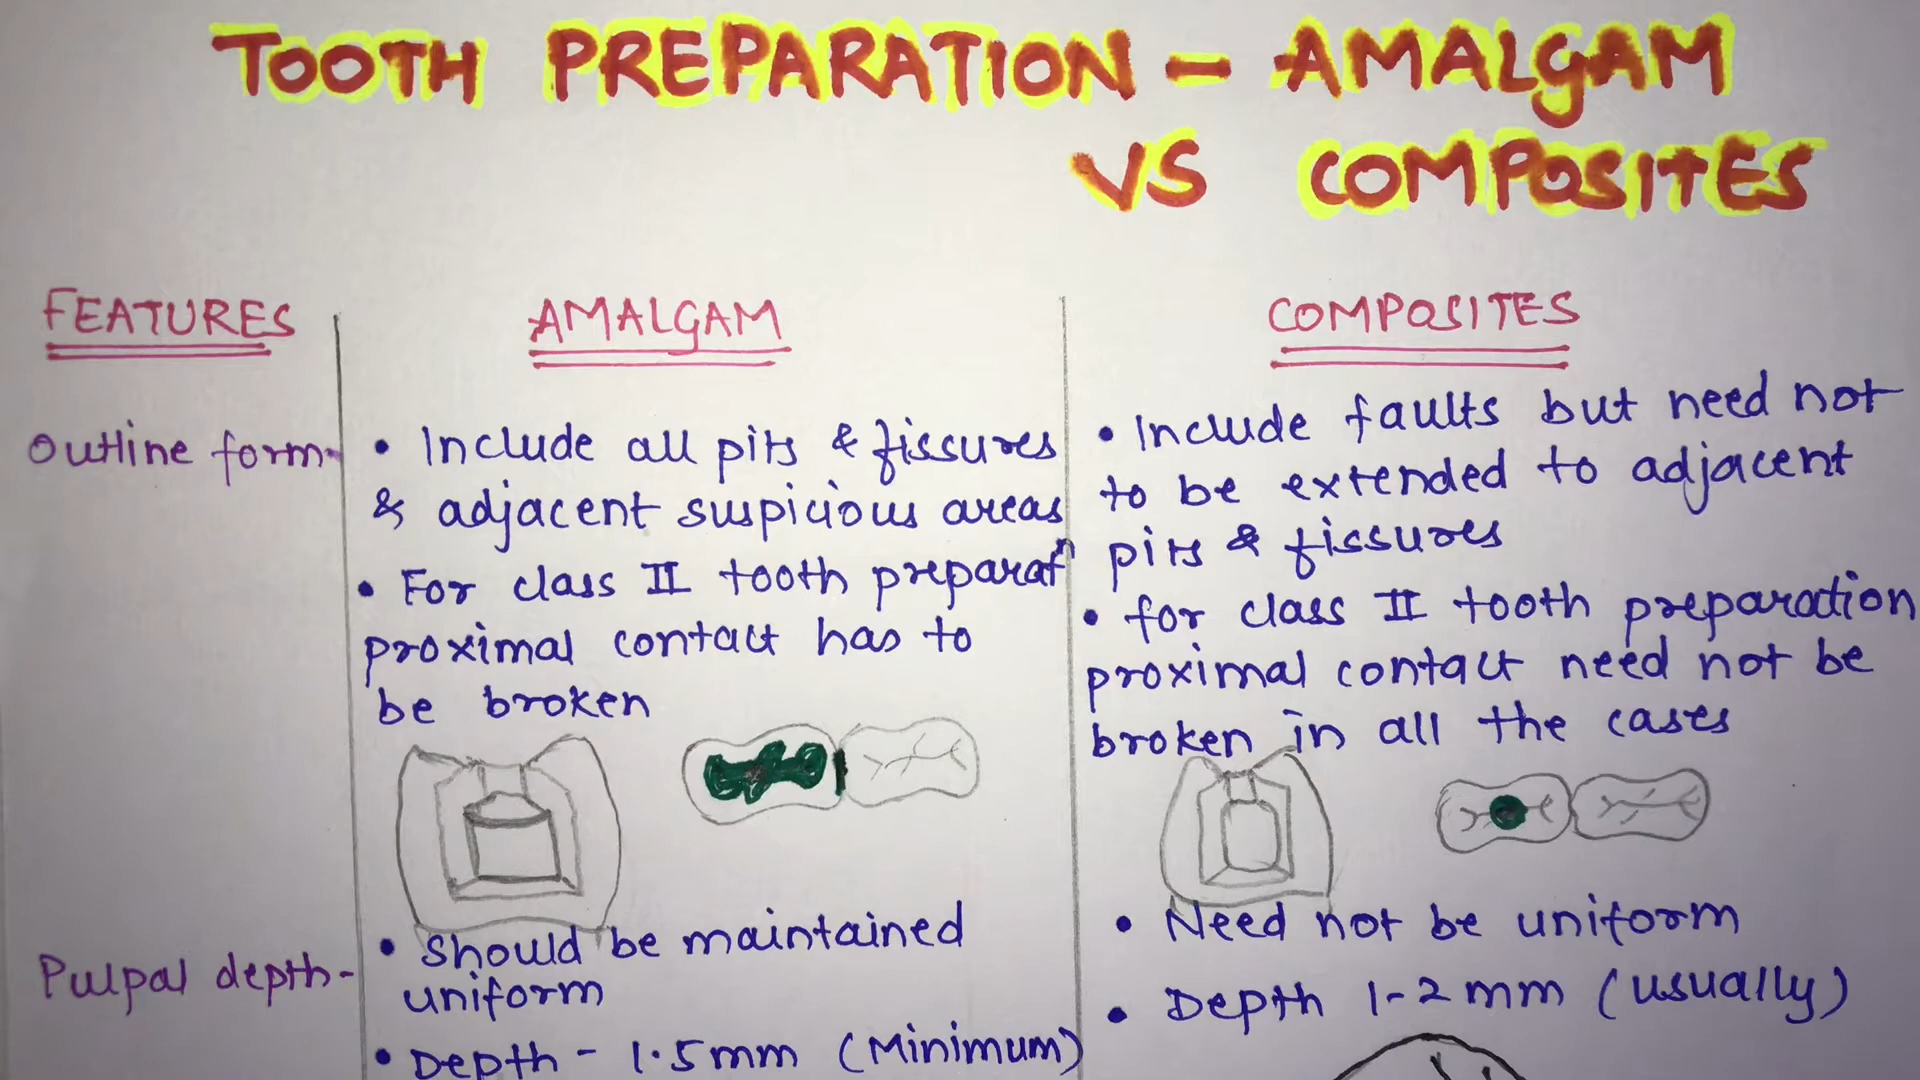 TOOTH PREPARATION - AMALGAM
VS COMPOSITES
FEATURES
AMALGAM
COMPOSITES
Outline form-
• Include all pits & fissures
& adjacent suspicious areas
• For class II tooth preparatn
proximal contact has to
be broken
• Include faults but need not
to be extended to adjacent
pits & fissures
• for class II tooth preparation
proximal contact need not be
broken in all the cases
Pulpal depth-
• Should be maintained
uniform
• Depth - 1.5mm (Minimum)
• Need not be uniform
• Depth 1-2mm (usually)